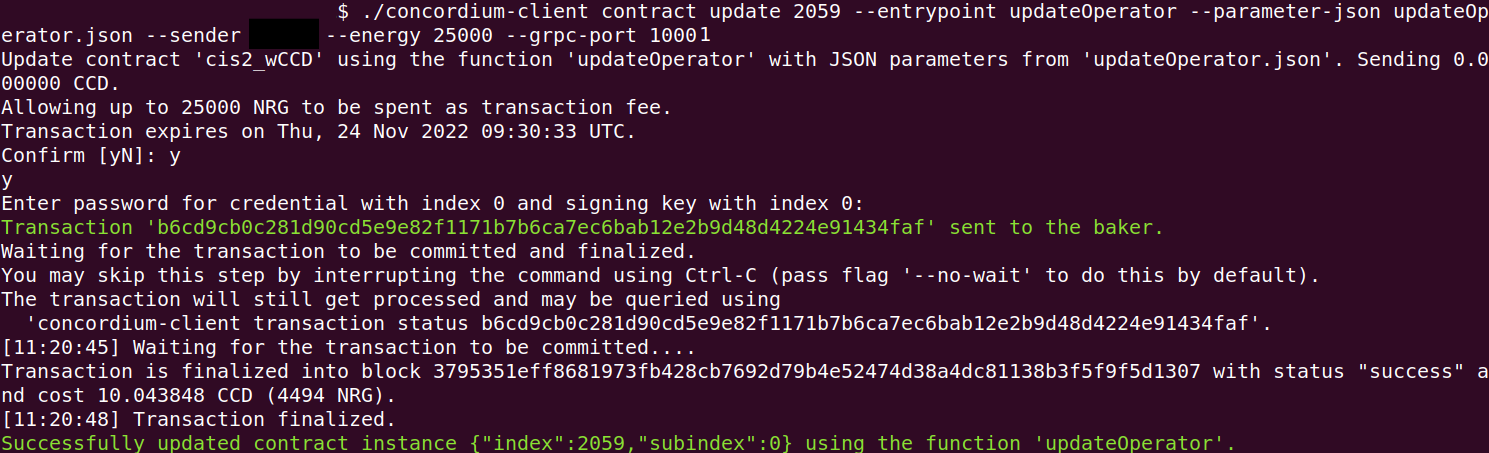 $ ./concordium-client contract update 2059 --entrypoint updateOperator --parameter-json updateOp
erator.json --sender --energy 25000 --grpc-port 10001
Update contract 'cis2_wCCD' using the function 'updateOperator' with JSON parameters from 'updateOperator.json'. Sending 0.0
00000 CCD.
Allowing up to 25000 NRG to be spent as transaction fee.
Transaction expires on Thu, 24 Nov 2022 09:30:33 UTC.
Confirm [yN]: y
y
Enter password for credential with index 0 and signing key with index 0:
Transaction 'b6cd9cb0c281d90cd5e9e82f1171b7b6ca7ec6bab12e2b9d48d4224e91434faf' sent to the baker.
Waiting for the transaction to be committed and finalized.
You may skip this step by interrupting the command using Ctrl-C (pass flag '--no-wait' to do this by default).
The transaction will still get processed and may be queried using
  'concordium-client transaction status b6cd9cb0c281d90cd5e9e82f1171b7b6ca7ec6bab12e2b9d48d4224e91434faf'.
[11:20:45] Waiting for the transaction to be committed....
Transaction is finalized into block 3795351eff8681973fb428cb7692d79b4e52474d38a4dc81138b3f5f9f5d1307 with status "success" a
nd cost 10.043848 CCD (4494 NRG).
[11:20:48] Transaction finalized.
Successfully updated contract instance {"index":2059,"subindex":0} using the function 'updateOperator'.